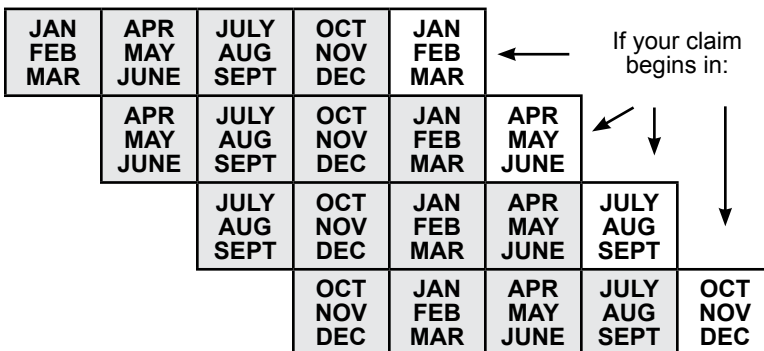 JAN APR JULY OCT JAN
FEB MAY AUG NOV FEB
MAR JUNE SEPT DEC MAR
If your claim
begins in:
APR JULY OCT JAN APR
MAY AUG NOV FEB MAY
JUNE SEPT DEC MAR JUNE
JULY OCT JAN APR JULY
AUG NOV FEB MAY AUG
SEPT DEC MAR JUNE SEPT
OCT JAN APR JULY OCT
NOV FEB MAY AUG NOV
DEC MAR JUNE SEPT DEC